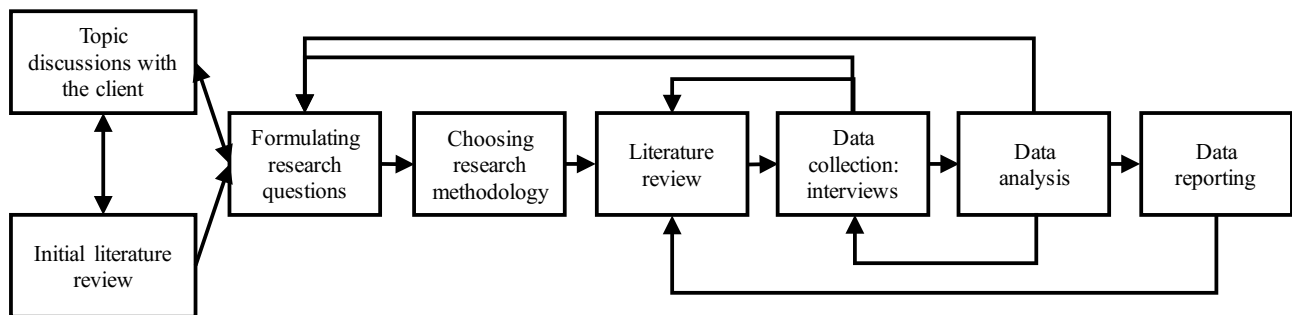 Topic
discussions with
the client
Initial literature
review
Formulating
research
questions
Choosing
research
methodology
Literature
review
Data
collection:
interviews
Data
analysis
Data
reporting